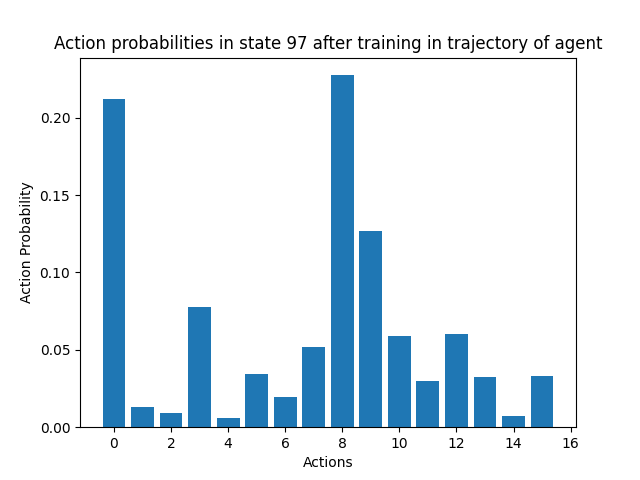 Action probabilities in state 97 after training in trajectory of agent
0.20
0.15
0.10
0.05
0.00
Action Probability
0 2 4 6 8 10 12 14 16
Actions